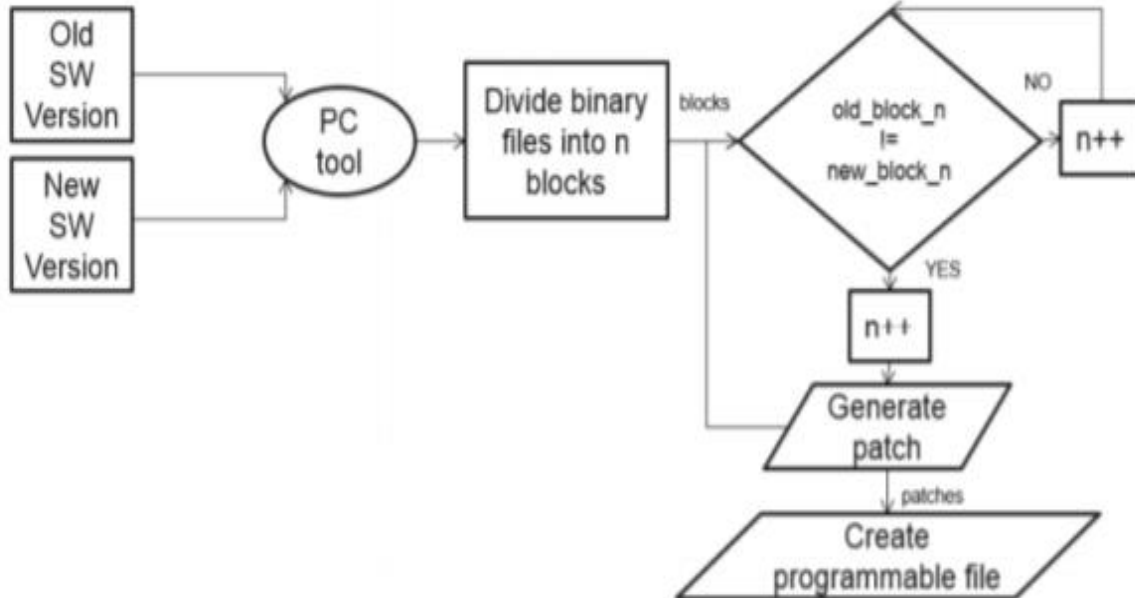 Old
SW
Version
New
SW
Version
PC
tool
Divide binary
files into n
blocks
blocks
old_block_n
!=
new_block_n
NO
n++
YES
n++
Generate
patch
patches
Create
programmable file